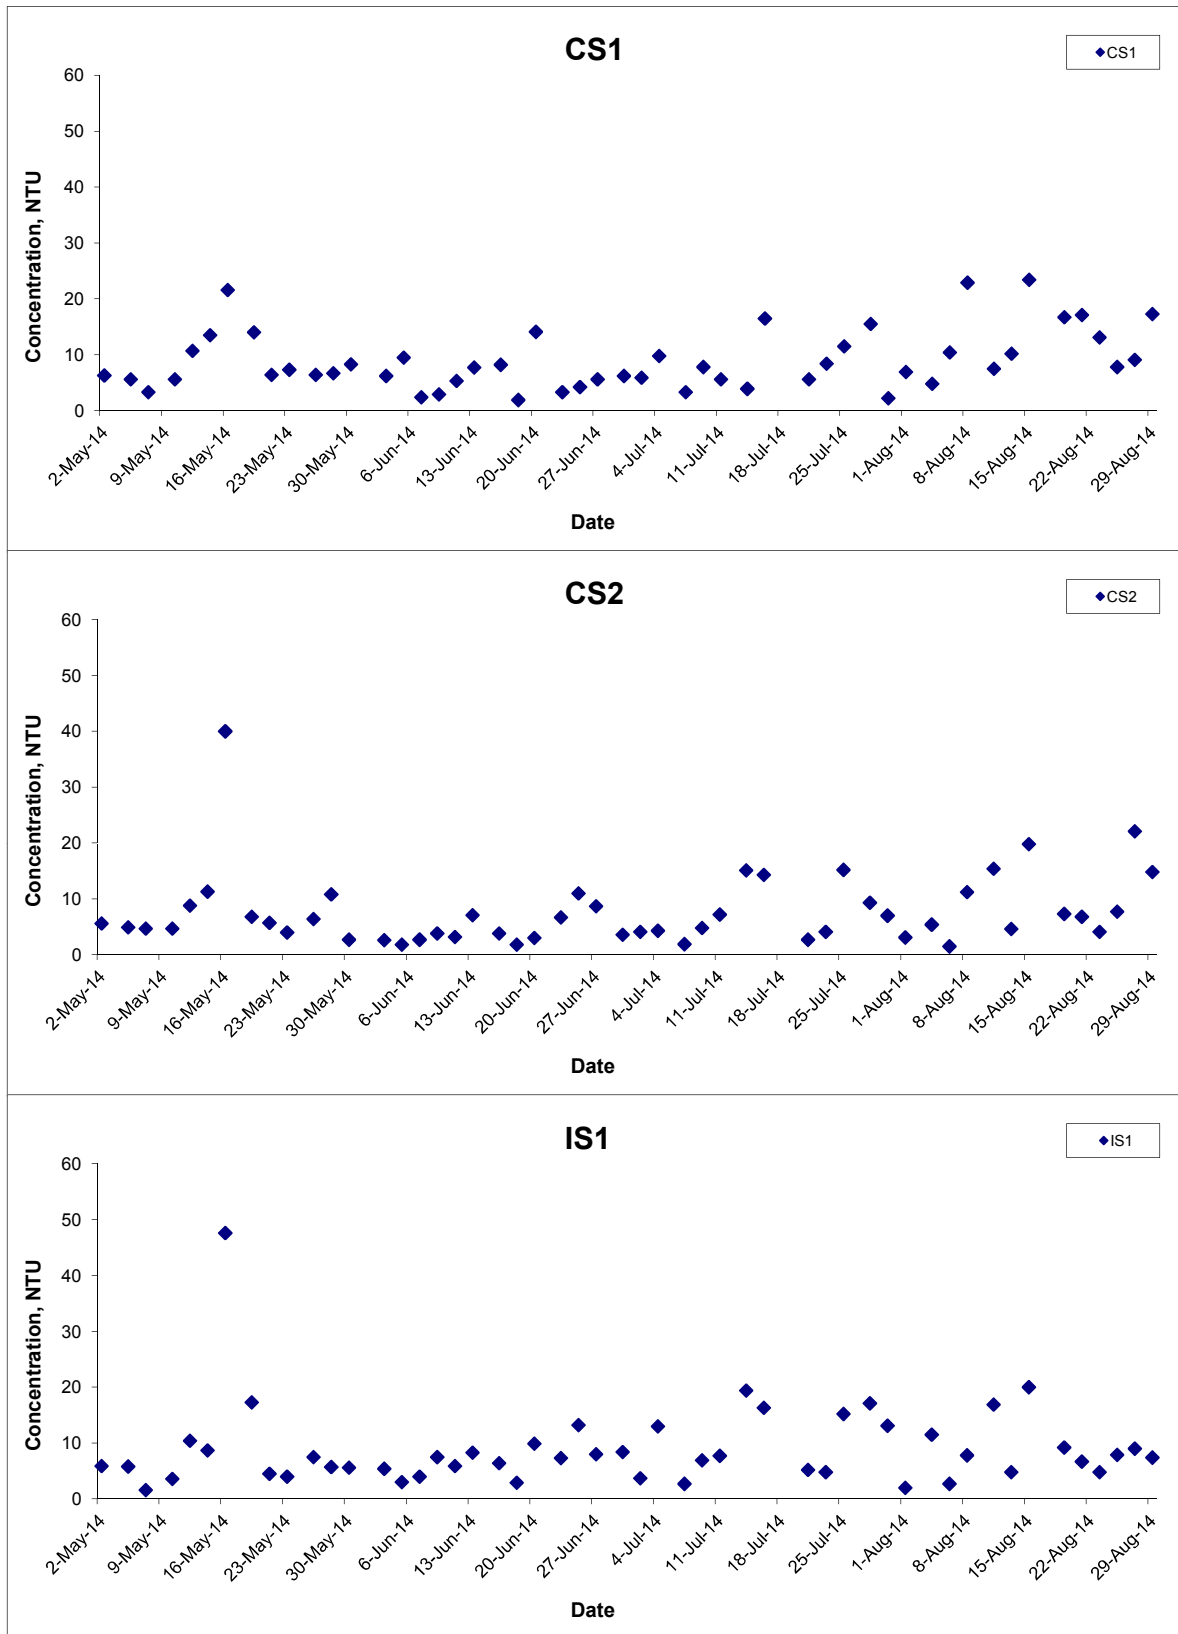 CS1
CS1
60
50
40
30
20
10
0
Concentration, NTU
2-May-14
9-May-14
16-May-14
23-May-14
30-May-14
6-Jun-14
13-Jun-14
20-Jun-14
27-Jun-14
4-Jul-14
11-Jul-14
18-Jul-14
25-Jul-14
1-Aug-14
8-Aug-14
15-Aug-14
22-Aug-14
29-Aug-14
Date
CS2
CS2
60
50
40
30
20
10
0
Concentration, NTU
2-May-14
9-May-14
16-May-14
23-May-14
30-May-14
6-Jun-14
13-Jun-14
20-Jun-14
27-Jun-14
4-Jul-14
11-Jul-14
18-Jul-14
25-Jul-14
1-Aug-14
8-Aug-14
15-Aug-14
22-Aug-14
29-Aug-14
Date
IS1
IS1
60
50
40
30
20
10
0
Concentration, NTU
2-May-14
9-May-14
16-May-14
23-May-14
30-May-14
6-Jun-14
13-Jun-14
20-Jun-14
27-Jun-14
4-Jul-14
11-Jul-14
18-Jul-14
25-Jul-14
1-Aug-14
8-Aug-14
15-Aug-14
22-Aug-14
29-Aug-14
Date